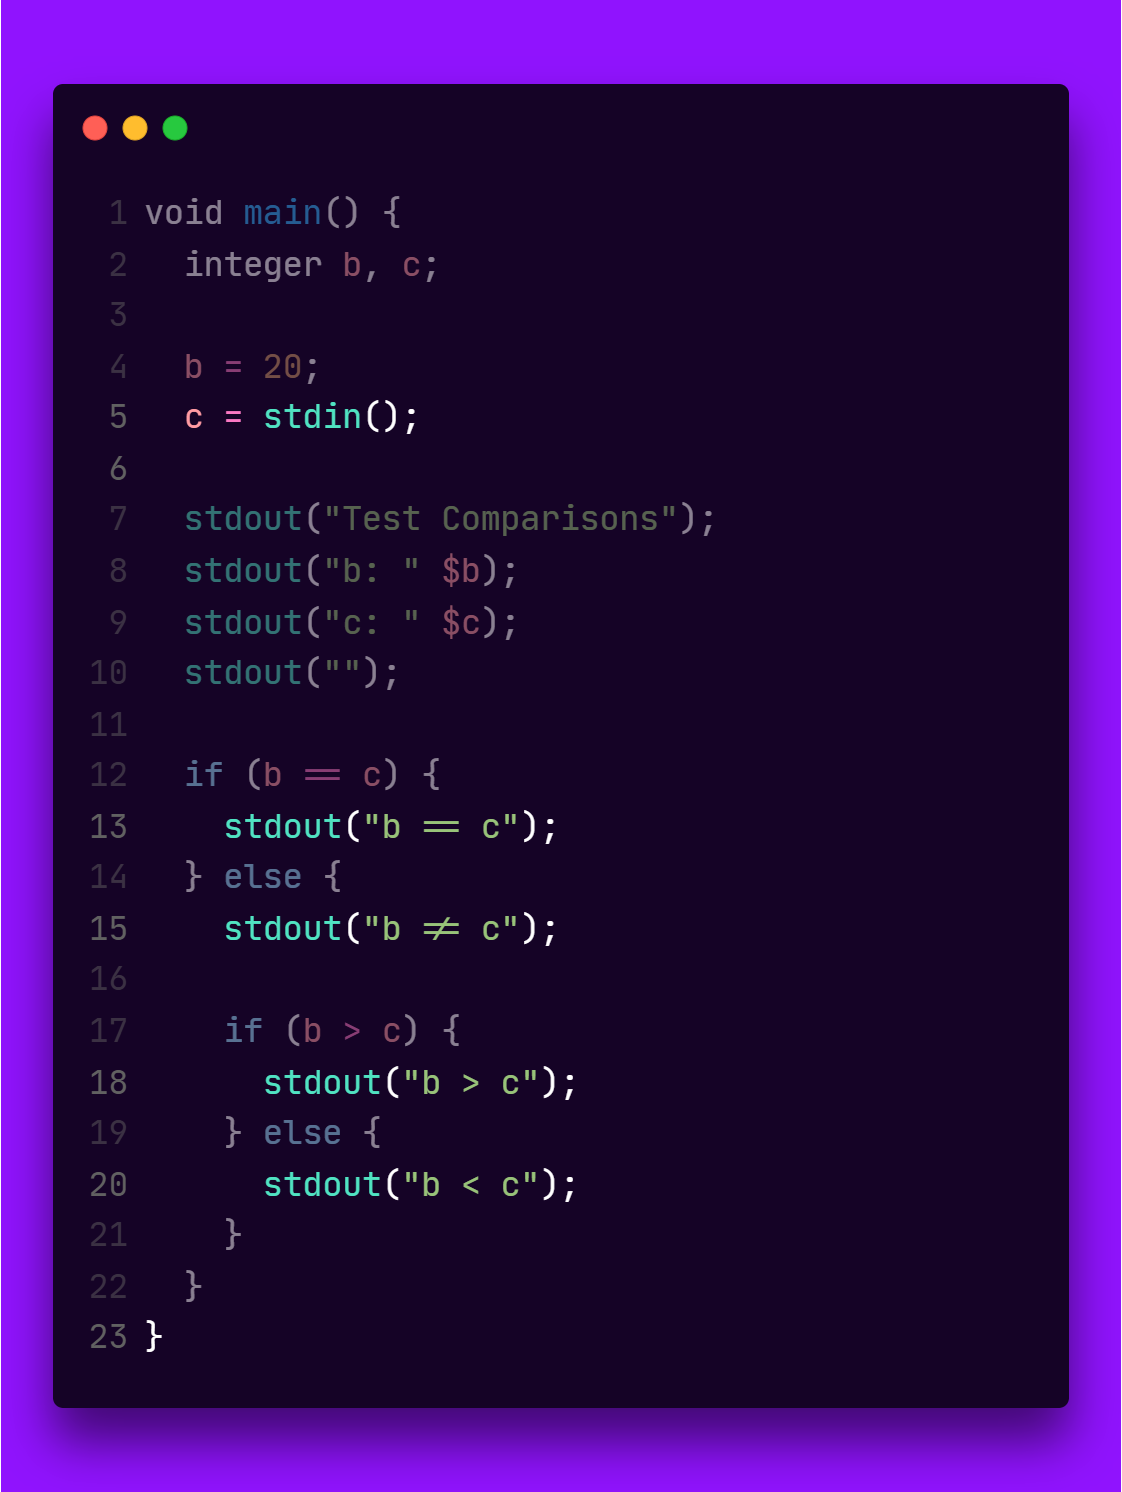 1 void main() {
2   integer b, c;
3
4   b = 20;
5   c = stdin();
6
7   stdout("Test Comparisons");
8   stdout("b: " $b);
9   stdout("c: " $c);
10   stdout("");
11
12   if (b == c) {
13     stdout("b == c");
14   } else {
15     stdout("b != c");
16
17     if (b > c) {
18       stdout("b > c");
19     } else {
20       stdout("b < c");
21     }
22   }
23 }